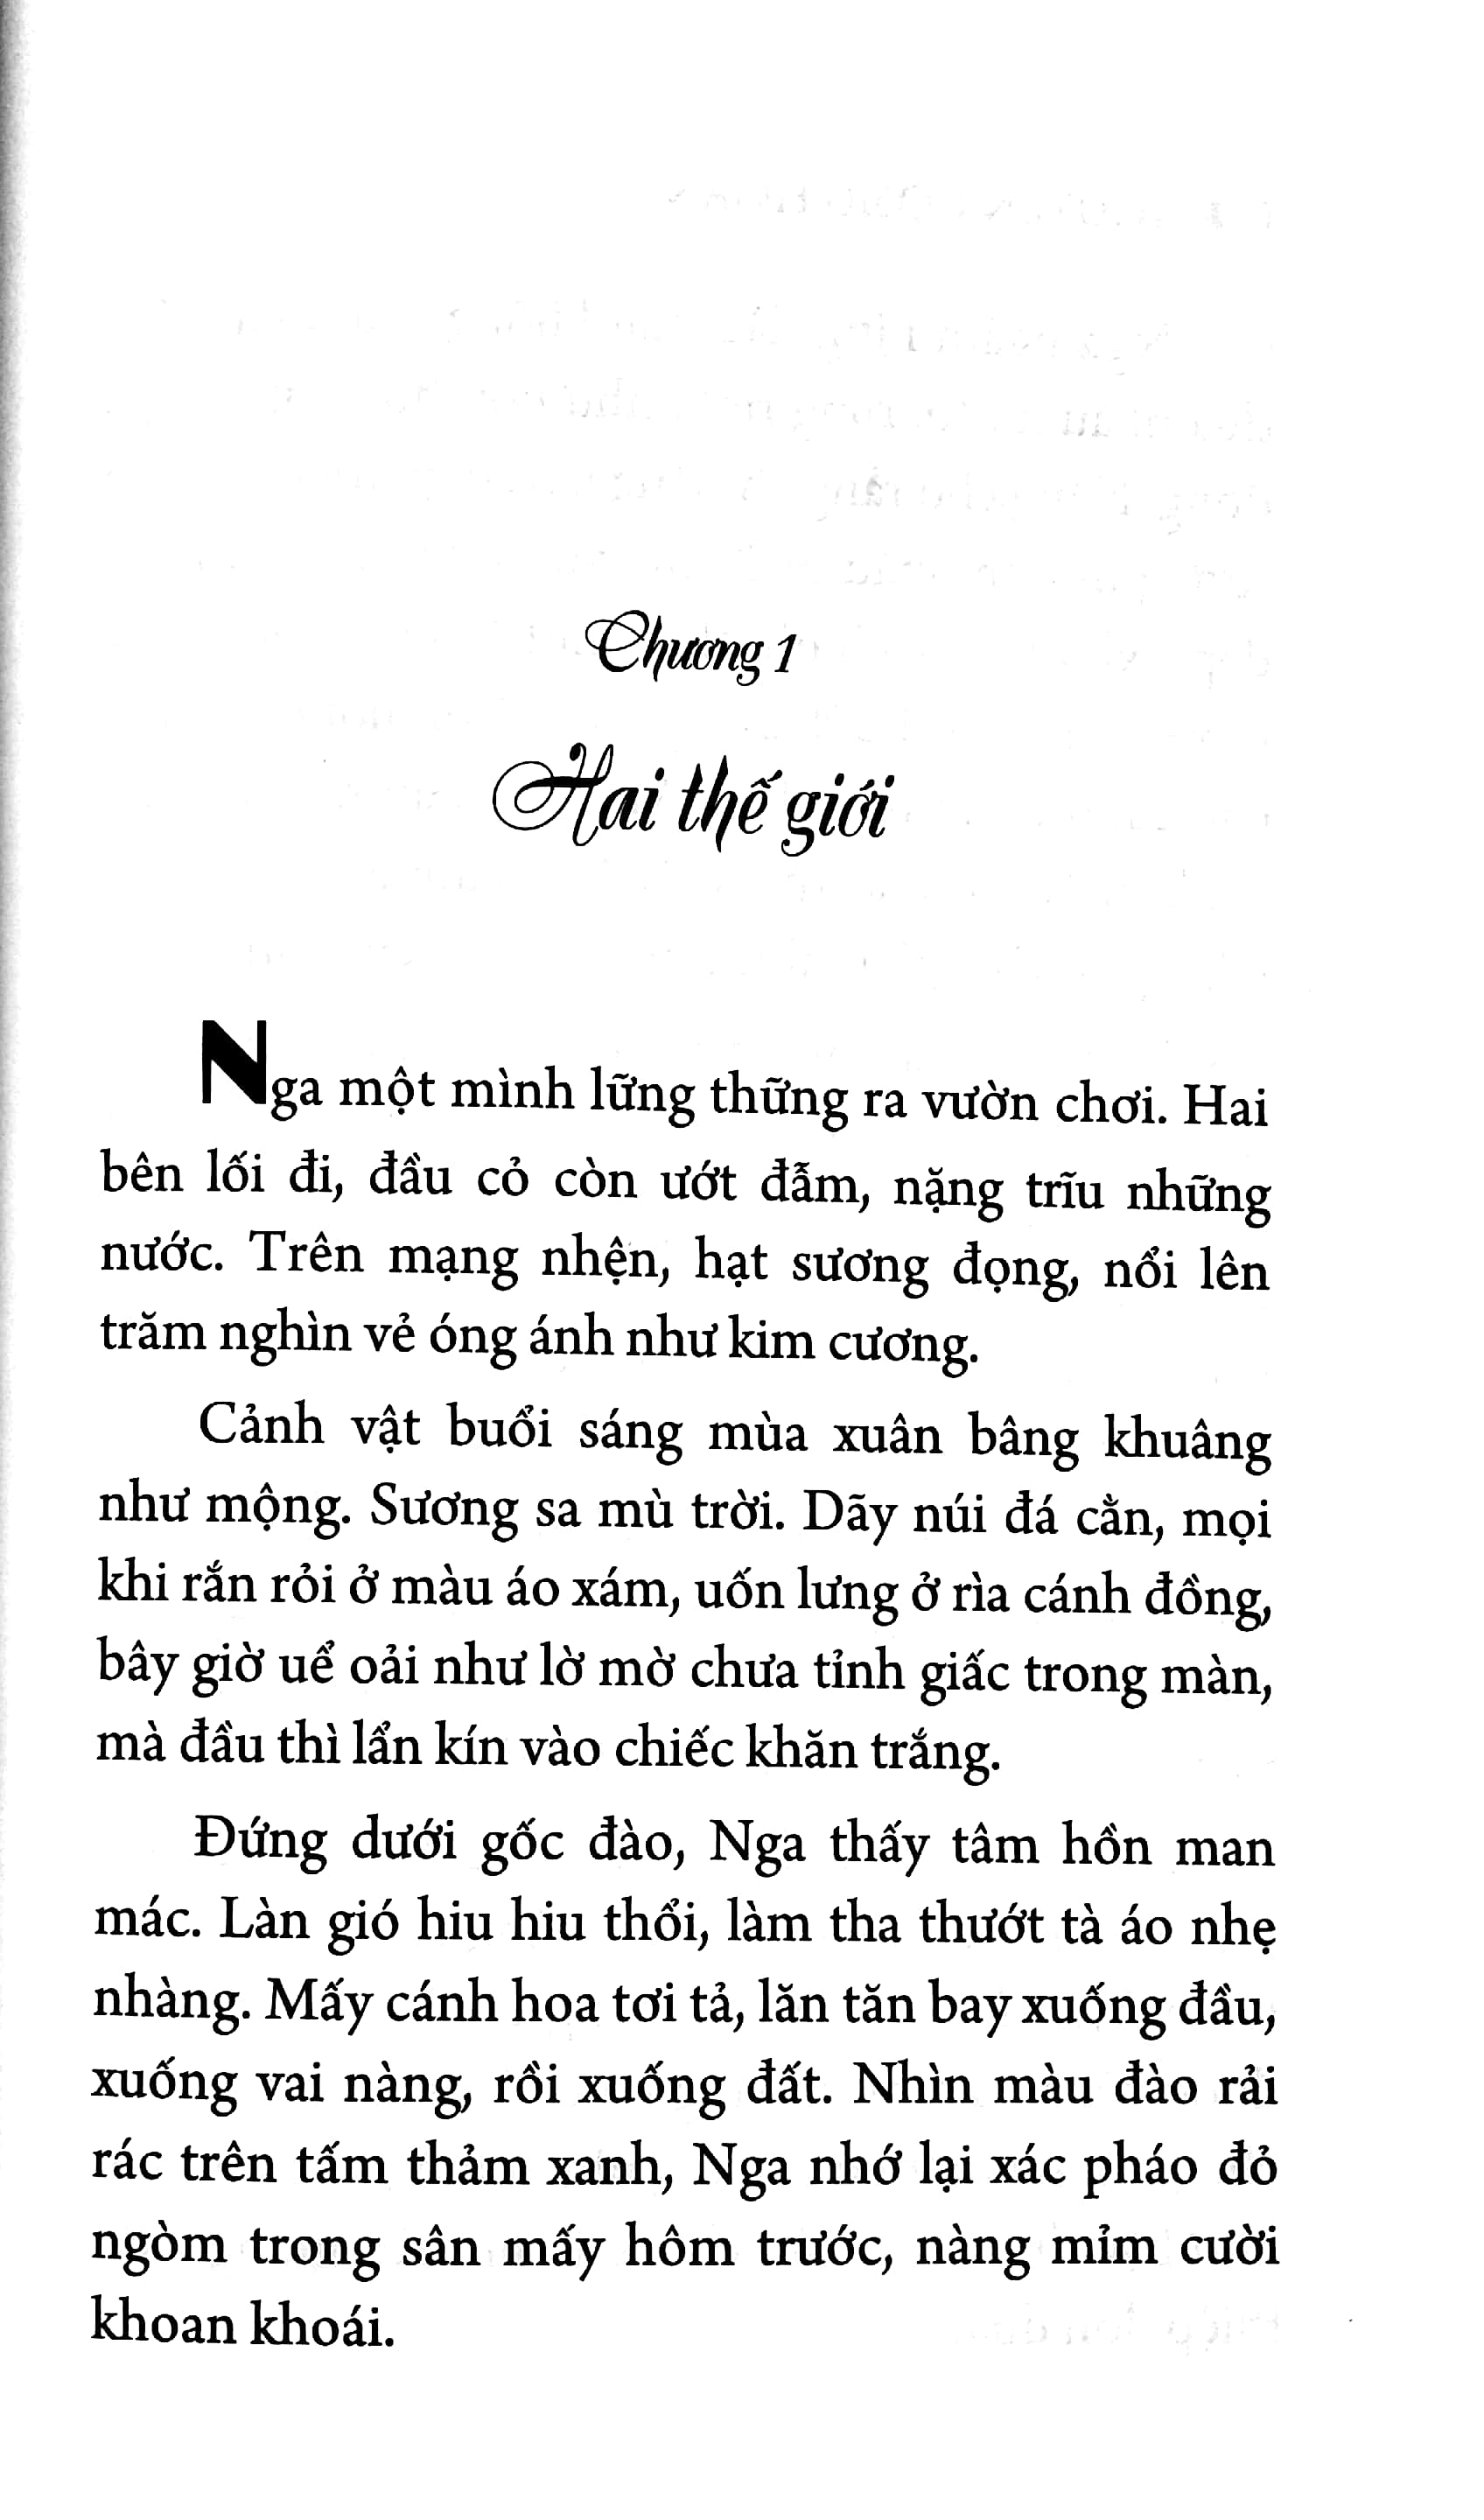 Chương 1
Hai thế giới
Nga một mình lững thững ra vườn chơi. Hai
bên lối đi, đầu cỏ còn ướt đẫm, nặng trĩu những
nước. Trên mạng nhện, hạt sương đọng, nổi lên
trăm nghìn vẻ óng ánh như kim cương.
Cảnh vật buổi sáng mùa xuân bâng khuâng
như mộng. Sương sa mù trời. Dãy núi đá cằn, mọi
khi rắn rỏi ở màu áo xám, uốn lưng ở rìa cánh đồng,
bây giờ uể oải như lờ mờ chưa tỉnh giấc trong màn,
mà đầu thì lẩn kín vào chiếc khăn trắng.
Đứng dưới gốc đào, Nga thấy tâm hồn man
mác. Làn gió hiu hiu thổi, làm tha thướt tà áo nhẹ
nhàng. Mấy cánh hoa tơi tả, lăn tăn bay xuống đầu,
xuống vai nàng, rồi xuống đất. Nhìn màu đào rải
rác trên tấm thảm xanh, Nga nhớ lại xác pháo đỏ
ngòm trong sân mấy hôm trước, nàng mỉm cười
khoan khoái.